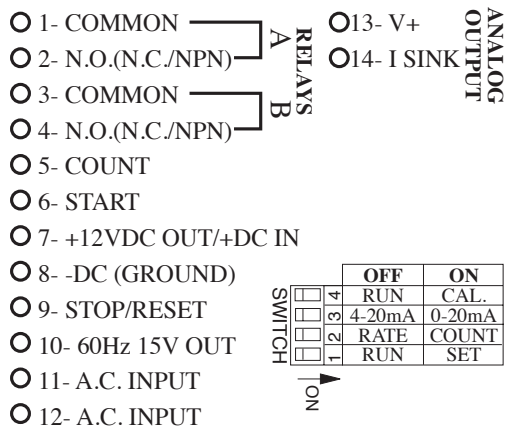 1- COMMON
2- N.O.(N.C./NPN)
3- COMMON
4- N.O.(N.C./NPN)
5- COUNT
6- START
7- +12VDC OUT/+DC IN
8- -DC (GROUND)
9- STOP/RESET
10- 60Hz 15V OUT
11- A.C. INPUT
12- A.C. INPUT
A
B
RELAYS
13- V+
14- I SINK
ANALOG
OUTPUT
OFF ON
SWITCH
4 RUN CAL.
3 4-20mA 0-20mA
2 RATE COUNT
1 RUN SET
ON